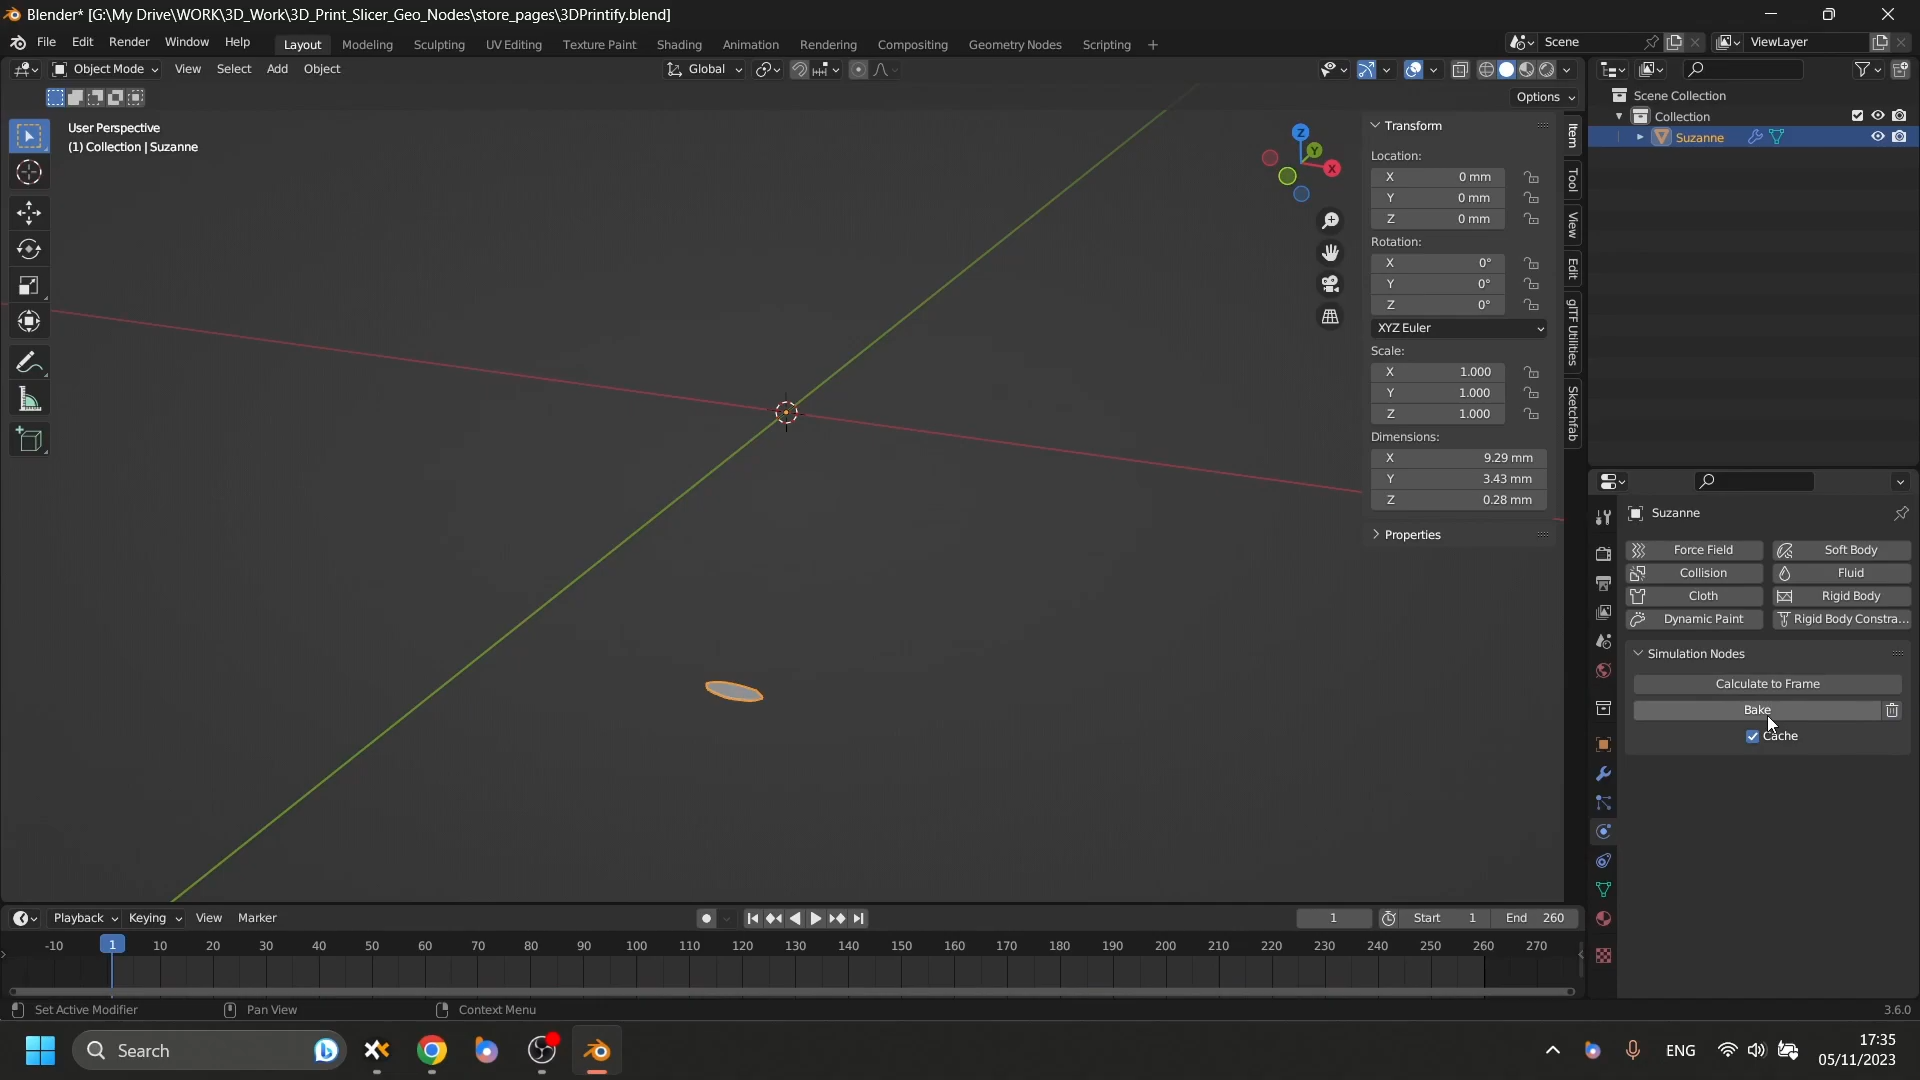 Blender* [G:\My Drive\WORK\3D_Work\3D_Print_Slicer_Geo_Nodes\store_pages\3DPrintify.blend]
File Edit Render Window Help Layout Modeling Sculpting UV Editing Texture Paint Shading Animation Rendering Compositing Geometry Nodes Scripting + Scene ViewLayer
Object Mode View Select Add Object Global
Options
User Perspective
(1) Collection | Suzanne
Z
Y
X
Transform
Location:
X 0 mm
Y 0 mm
Z 0 mm
Rotation:
X 0°
Y 0°
Z 0°
XYZ Euler
Scale:
X 1.000
Y 1.000
Z 1.000
Dimensions:
X 9.29 mm
Y 3.43 mm
Z 0.28 mm
Properties
Item
Tool
View
Edit
glTF Utilities
Sketchfab
Scene Collection
Collection
Suzanne
Suzanne
Force Field Soft Body
Collision Fluid
Cloth Rigid Body
Dynamic Paint Rigid Body Constra...
Simulation Nodes
Calculate to Frame
Bake
Cache
Playback Keying View Marker 1 Start 1 End 260
-10 1 10 20 30 40 50 60 70 80 90 100 110 120 130 140 150 160 170 180 190 200 210 220 230 240 250 260 270
Set Active Modifier Pan View Context Menu 3.6.0
Search ENG 17:35
05/11/2023